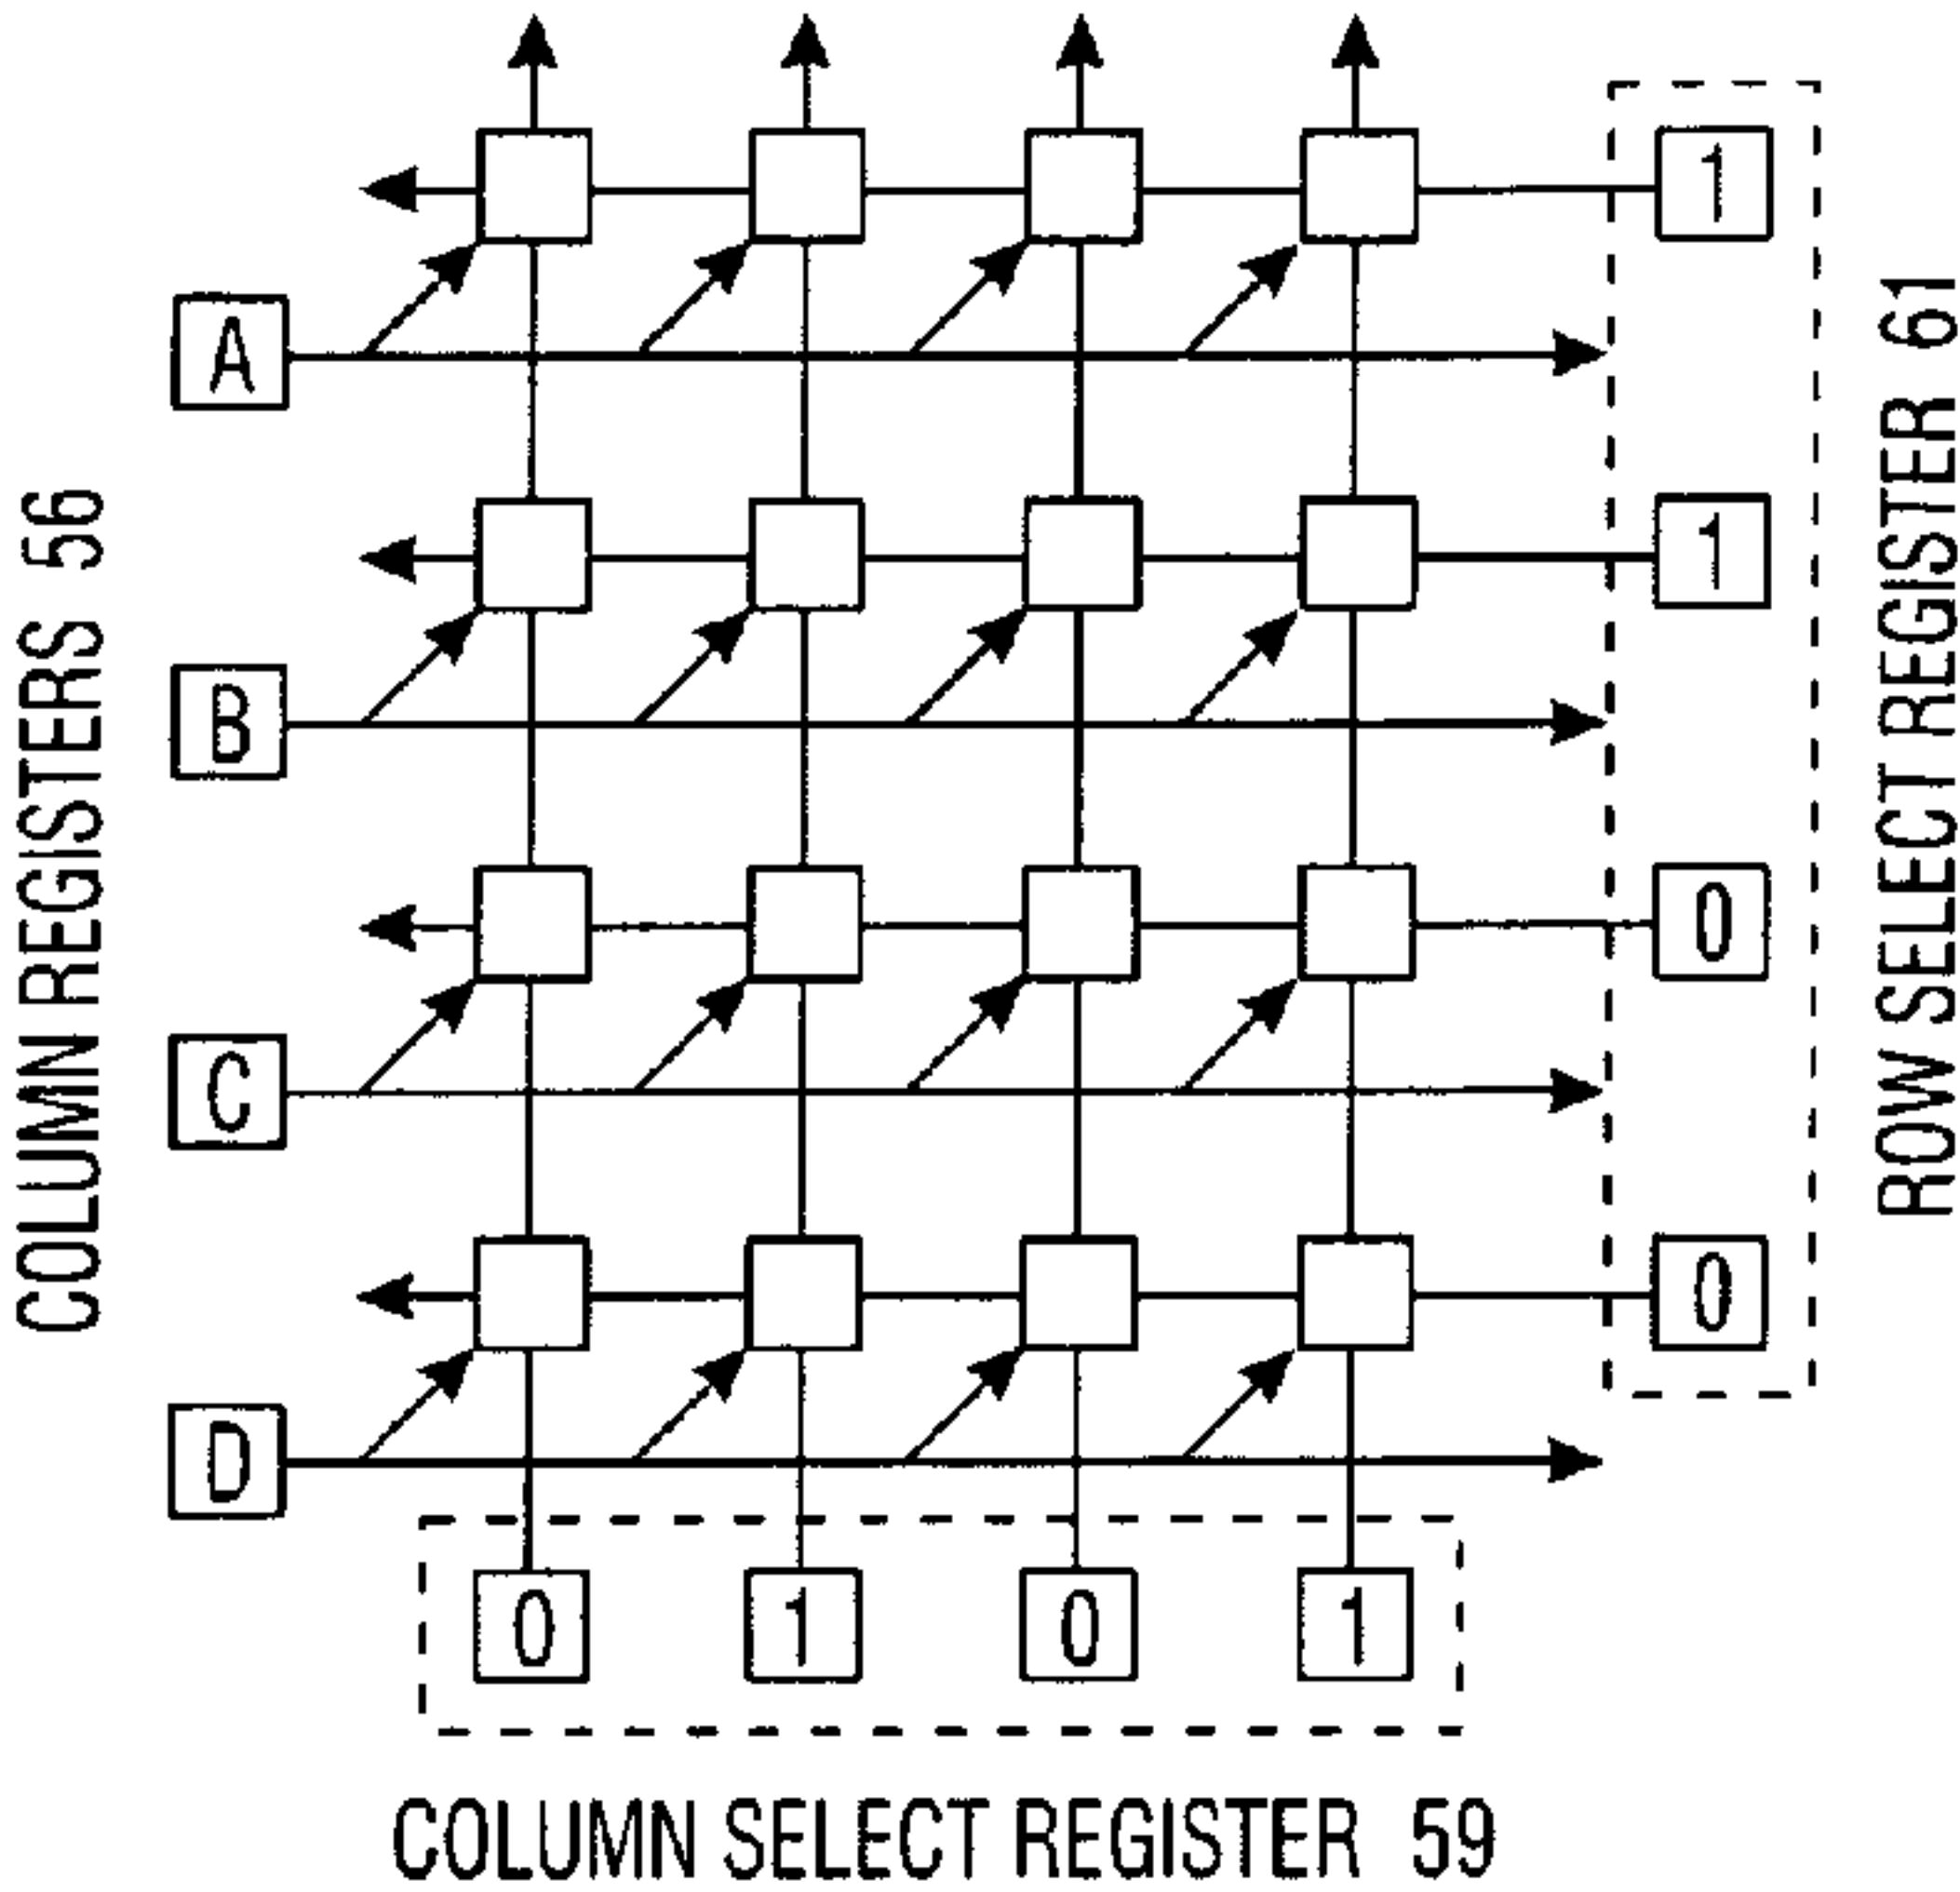 COLUMN REGISTERS 56
A
B
C
D
1
1
0
0
ROW SELECT REGISTER 61
0 1 0 1
COLUMN SELECT REGISTER 59